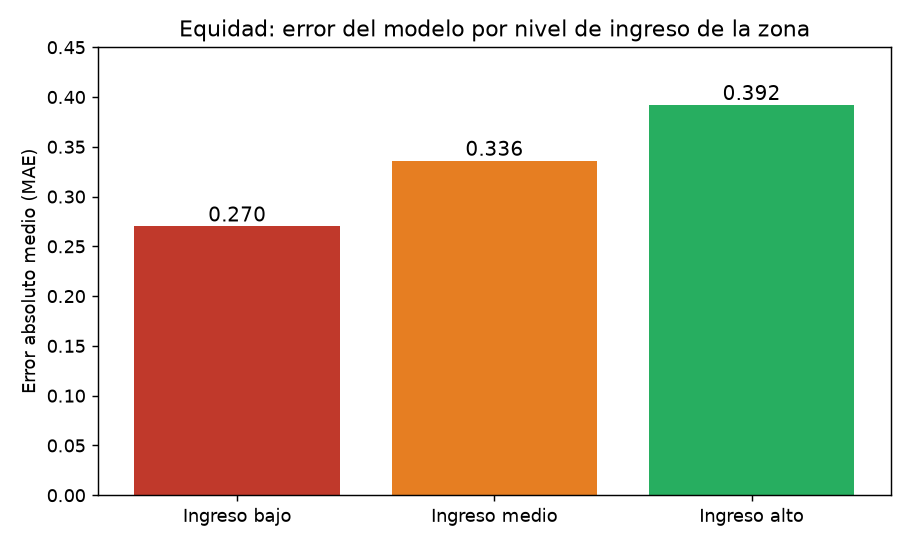 Equidad: error del modelo por nivel de ingreso de la zona
Error absoluto medio (MAE)
0.45
0.40
0.35
0.30
0.25
0.20
0.15
0.10
0.05
0.00
0.270
0.336
0.392
Ingreso bajo
Ingreso medio
Ingreso alto